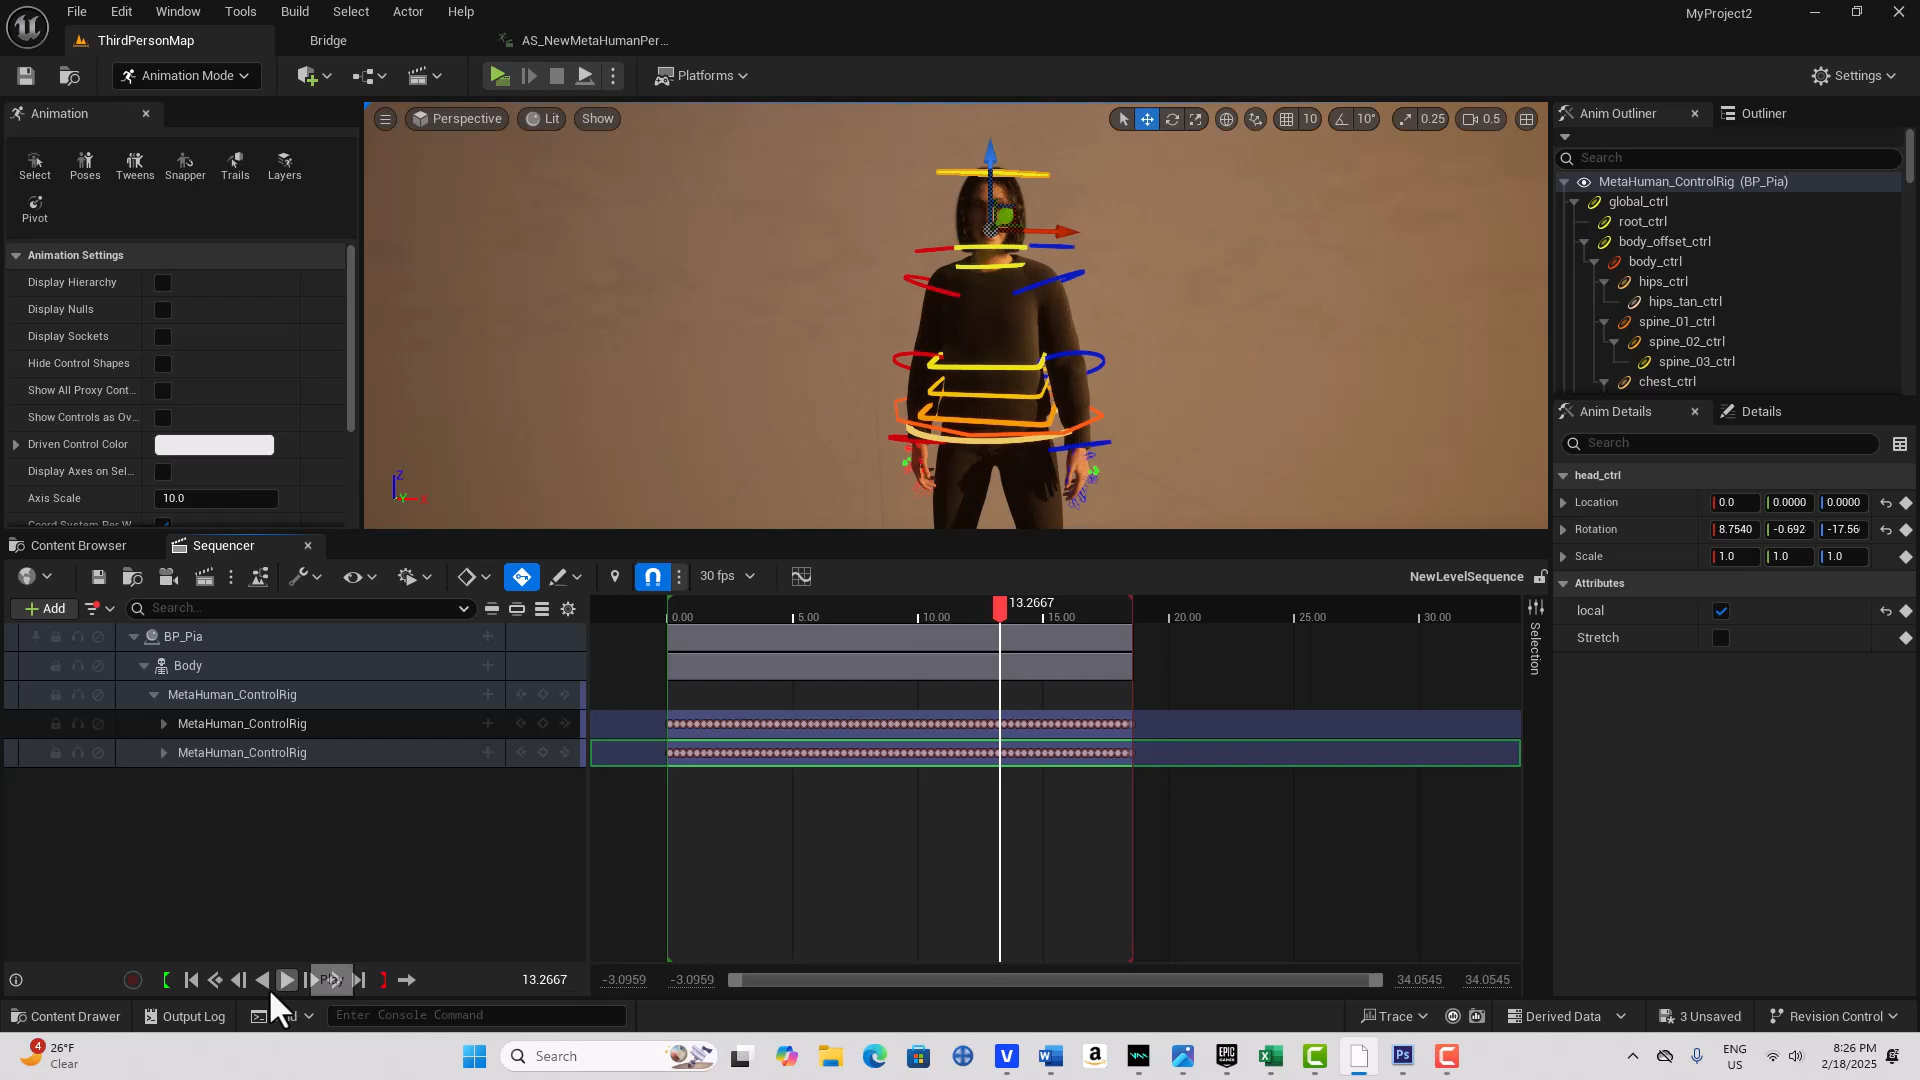 File Edit Window Tools Build Select Actor Help
MyProject2
ThirdPersonMap
Bridge
AS_NewMetaHumanPer...
Animation Mode
Platforms
Settings
Animation
Select
Poses
Tweens
Snapper
Trails
Layers
Pivot
Animation Settings
Display Hierarchy
Display Nulls
Display Sockets
Hide Control Shapes
Show All Proxy Cont...
Show Controls as Ov...
Driven Control Color
Display Axes on Sel...
Axis Scale
10.0
Perspective
Lit
Show
10
10°
0.25
0.5
Z
Y
X
Anim Outliner
Outliner
Search
MetaHuman_ControlRig (BP_Pia)
global_ctrl
root_ctrl
body_offset_ctrl
body_ctrl
hips_ctrl
hips_tan_ctrl
spine_01_ctrl
spine_02_ctrl
spine_03_ctrl
chest_ctrl
Anim Details
Details
Search
head_ctrl
Location 0.0 0.0000 0.0000
Rotation 8.7540 -0.692 -17.56
Scale 1.0 1.0 1.0
Attributes
local
Stretch
Content Browser
Sequencer
30 fps
NewLevelSequence
Add
Search...
13.2667
0.00 5.00 10.00 15.00 20.00 25.00 30.00
Selection
BP_Pia
Body
MetaHuman_ControlRig
MetaHuman_ControlRig
MetaHuman_ControlRig
13.2667
-3.0959 -3.0959 34.0545 34.0545
Content Drawer
Output Log
Enter Console Command
Trace
Derived Data
3 Unsaved
Revision Control
4
26°F
Clear
Search
ENG
US
8:26 PM
2/18/2025